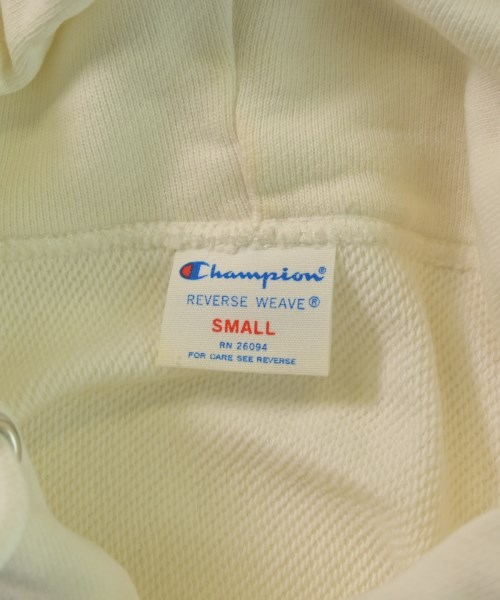 Champion®
REVERSE WEAVE®
SMALL
RN 26094
FOR CARE SEE REVERSE